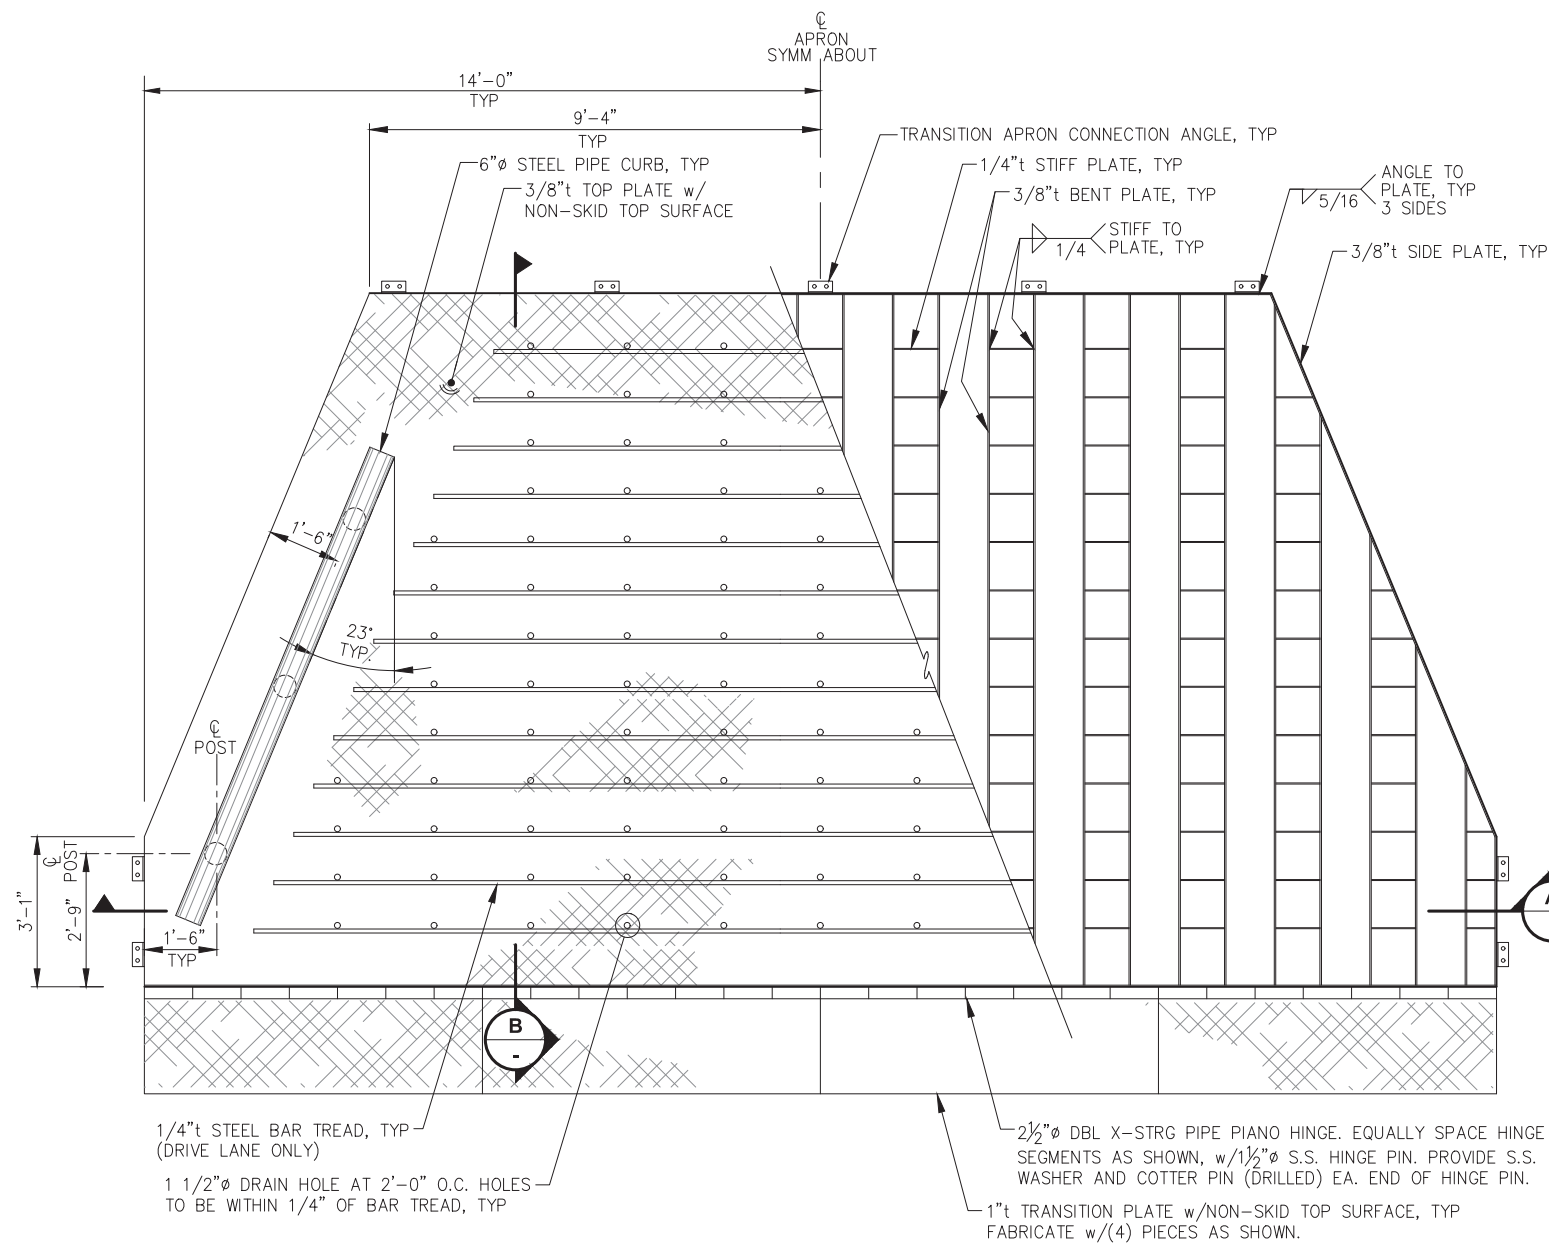 ℄
APRON
SYMM ABOUT
14'-0"
TYP
9'-4"
TYP
TRANSITION APRON CONNECTION ANGLE, TYP
6"ø STEEL PIPE CURB, TYP
1/4"t STIFF PLATE, TYP
3/8"t TOP PLATE w/
NON-SKID TOP SURFACE
3/8"t BENT PLATE, TYP
5/16
ANGLE TO
PLATE, TYP
3 SIDES
1/4
STIFF TO
PLATE, TYP
3/8"t SIDE PLATE, TYP
1'-6"
23°
TYP.
℄
POST
℄
POST
3'-1"
2'-9"
1'-6"
TYP
A
B
-
1/4"t STEEL BAR TREAD, TYP
(DRIVE LANE ONLY)
1 1/2"ø DRAIN HOLE AT 2'-0" O.C. HOLES
TO BE WITHIN 1/4" OF BAR TREAD, TYP
2½"ø DBL X-STRG PIPE PIANO HINGE. EQUALLY SPACE HINGE
SEGMENTS AS SHOWN, w/1½"ø S.S. HINGE PIN. PROVIDE S.S.
WASHER AND COTTER PIN (DRILLED) EA. END OF HINGE PIN.
1"t TRANSITION PLATE w/NON-SKID TOP SURFACE, TYP
FABRICATE w/(4) PIECES AS SHOWN.